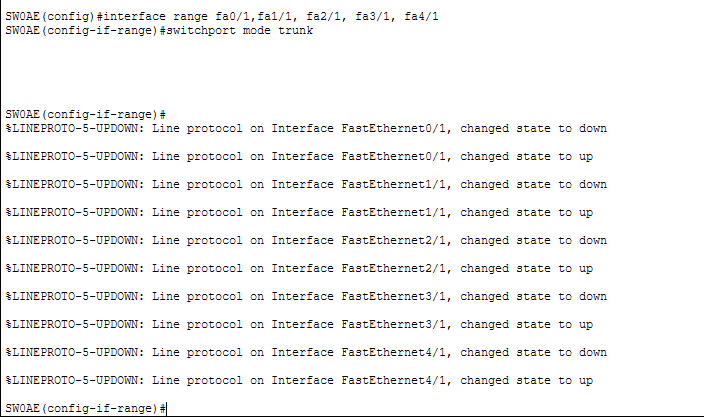 SW0AE(config)#interface range fa0/1,fa1/1, fa2/1, fa3/1, fa4/1
SW0AE(config-if-range)#switchport mode trunk
SW0AE(config-if-range)#
%LINEPROTO-5-UPDOWN: Line protocol on Interface FastEthernet0/1, changed state to down
%LINEPROTO-5-UPDOWN: Line protocol on Interface FastEthernet0/1, changed state to up
%LINEPROTO-5-UPDOWN: Line protocol on Interface FastEthernet1/1, changed state to down
%LINEPROTO-5-UPDOWN: Line protocol on Interface FastEthernet1/1, changed state to up
%LINEPROTO-5-UPDOWN: Line protocol on Interface FastEthernet2/1, changed state to down
%LINEPROTO-5-UPDOWN: Line protocol on Interface FastEthernet2/1, changed state to up
%LINEPROTO-5-UPDOWN: Line protocol on Interface FastEthernet3/1, changed state to down
%LINEPROTO-5-UPDOWN: Line protocol on Interface FastEthernet3/1, changed state to up
%LINEPROTO-5-UPDOWN: Line protocol on Interface FastEthernet4/1, changed state to down
%LINEPROTO-5-UPDOWN: Line protocol on Interface FastEthernet4/1, changed state to up
SW0AE(config-if-range)#